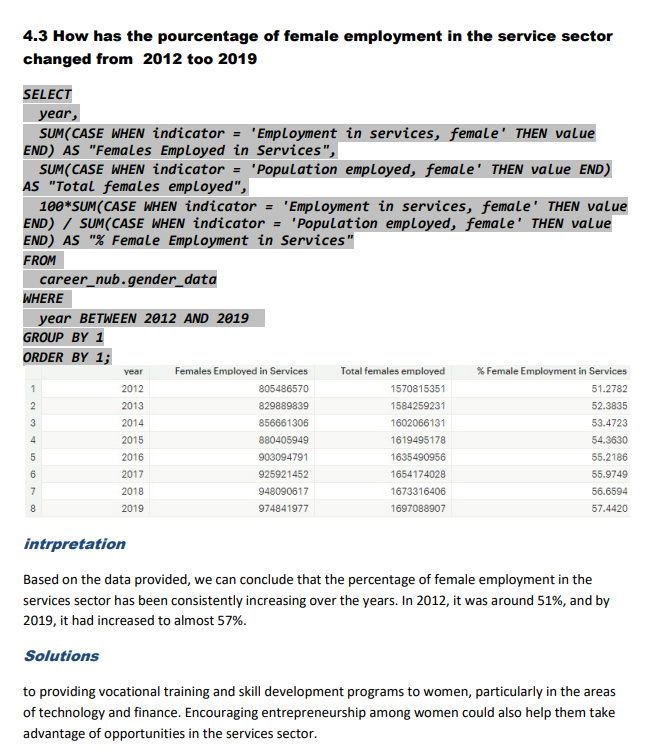 4.3 How has the pourcentage of female employment in the service sector
changed from 2012 too 2019
SELECT
year,
SUM(CASE WHEN indicator = 'Employment in services, female' THEN value
END) AS "Females Employed in Services",
SUM(CASE WHEN indicator = 'Population employed, female' THEN value END)
AS "Total females employed",
100*SUM(CASE WHEN indicator = 'Employment in services, female' THEN value
END) / SUM(CASE WHEN indicator = 'Population employed, female' THEN value
END) AS "% Female Employment in Services"
FROM
career_nub.gender_data
WHERE
year BETWEEN 2012 AND 2019
GROUP BY 1
ORDER BY 1;
year Females Employed in Services Total females employed % Female Employment in Services
1 2012 805486570 1570815351 51.2782
2 2013 829889839 1584259231 52.3835
3 2014 856661306 1602066131 53.4723
4 2015 880405949 1619495178 54.3630
5 2016 903094791 1635490956 55.2186
6 2017 925921452 1654174028 55.9749
7 2018 948090617 1673316406 56.6594
8 2019 974841977 1697088907 57.4420
intrpretation
Based on the data provided, we can conclude that the percentage of female employment in the
services sector has been consistently increasing over the years. In 2012, it was around 51%, and by
2019, it had increased to almost 57%.
Solutions
to providing vocational training and skill development programs to women, particularly in the areas
of technology and finance. Encouraging entrepreneurship among women could also help them take
advantage of opportunities in the services sector.